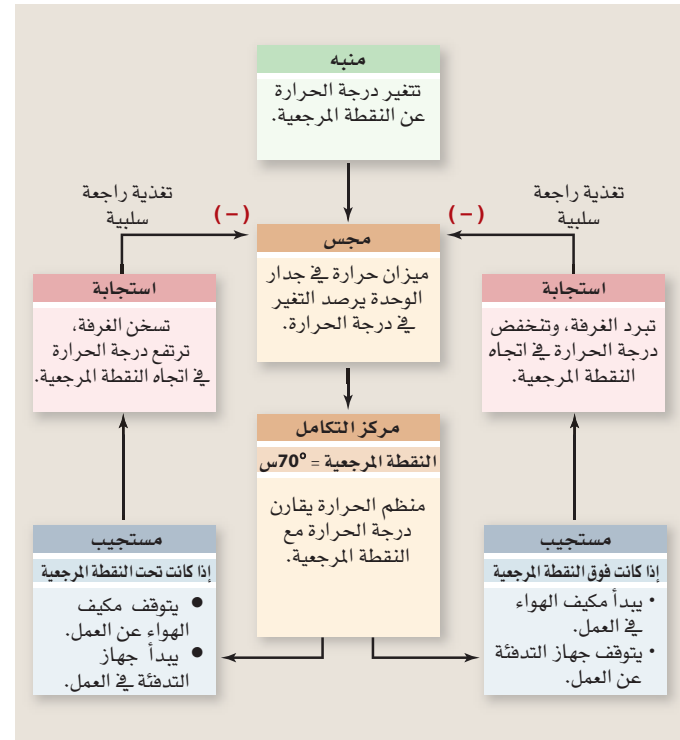 منبه
تتغير درجة الحرارة
عن النقطة المرجعية.
تغذية راجعة
سلبية
(–)
(–)
تغذية راجعة
سلبية
مجس
ميزان حرارة في جدار
الوحدة يرصد التغير
في درجة الحرارة.
استجابة
تبرد الغرفة، وتنخفض
درجة الحرارة في اتجاه
النقطة المرجعية.
استجابة
تسخن الغرفة،
ترتفع درجة الحرارة
في اتجاه النقطة المرجعية.
مركز التكامل
النقطة المرجعية = 70°س
منظم الحرارة يقارن
درجة الحرارة مع
النقطة المرجعية.
مستجيب
إذا كانت فوق النقطة المرجعية
• يبدأ مكيف الهواء
في العمل.
• يتوقف جهاز التدفئة
عن العمل.
مستجيب
إذا كانت تحت النقطة المرجعية
● يتوقف مكيف
الهواء عن العمل.
● يبدأ جهاز
التدفئة في العمل.